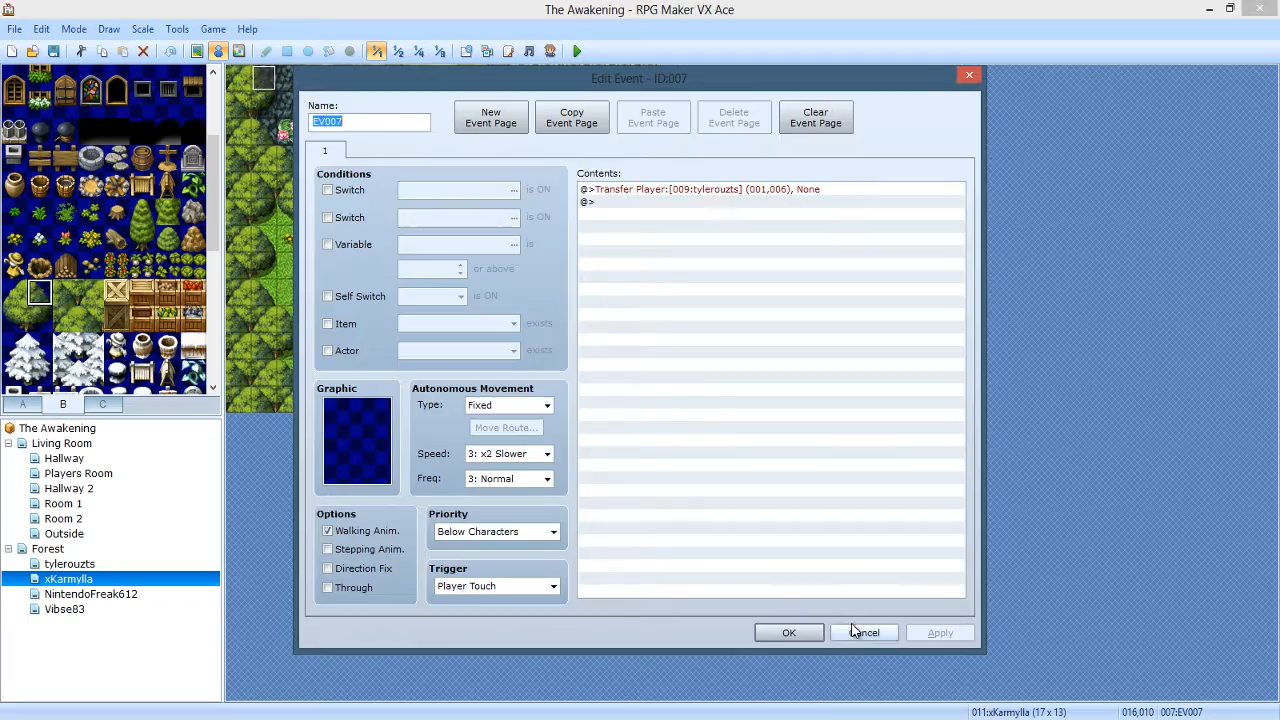 The Awakening - RPG Maker VX Ace
File Edit Mode Draw Scale Tools Game Help
Edit Event - ID:007
Name:
EV007
New Event Page
Copy Event Page
Paste Event Page
Delete Event Page
Clear Event Page
1
Conditions
Switch ... is ON
Switch ... is ON
Variable ... is
or above
Self Switch is ON
Item exists
Actor exists
Graphic
Autonomous Movement
Type: Fixed
Move Route...
Speed: 3: x2 Slower
Freq: 3: Normal
Options
Walking Anim.
Stepping Anim.
Direction Fix
Through
Priority
Below Characters
Trigger
Player Touch
Contents:
@>Transfer Player:[009:tylerouzts] (001,006), None
@>
OK Cancel Apply
A B C
The Awakening
Living Room
Hallway
Players Room
Hallway 2
Room 1
Room 2
Outside
Forest
tylerouzts
xKarmylla
NintendoFreak612
Vibse83
011:xKarmylla (17 x 13) 016,010 007:EV007